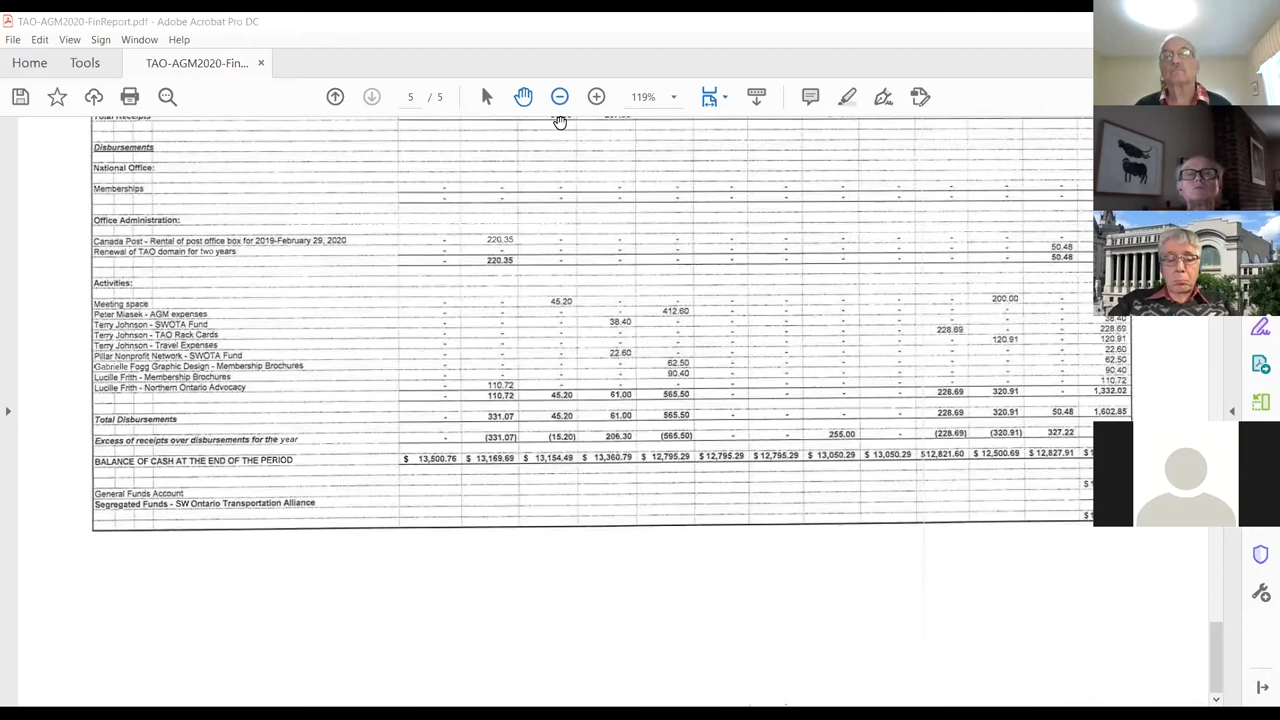 TAO-AGM2020-FinReport.pdf - Adobe Acrobat Pro DC
File Edit View Sign Window Help
Home Tools TAO-AGM2020-Fin... ×
5 / 5 119%
Total Receipts
Disbursements
National Office:
Memberships - - - - - - - - - - -
- - - - - - - - - - -
Office Administration:
Canada Post - Rental of post office box for 2019-February 29, 2020 - 220.35 - - - - - - - - - -
Renewal of TAO domain for two years - - - - - - - - - - 50.48
- 220.35 - - - - - - - - - 50.48
Activities:
Meeting space - - 45.20 - - - - - - - 200.00 -
Peter Miasek - AGM expenses - - - - 412.60 - - - - - - -
Terry Johnson - SWOTA Fund - - - 38.40 - - - - - - - - 38.40
Terry Johnson - TAO Rack Cards - - - - - - - - - 228.69 - - 228.69
Terry Johnson - Travel Expenses - - - - - - - - - - 120.91 - 120.91
Pillar Nonprofit Network - SWOTA Fund - - - 22.60 - - - - - - - - 22.60
Gabrielle Fogg Graphic Design - Membership Brochures - - - - 62.50 - - - - - - - 62.50
Lucille Frith - Membership Brochures - - - - 90.40 - - - - - - - 90.40
Lucille Frith - Northern Ontario Advocacy - 110.72 - - - - - - - - - - 110.72
- 110.72 45.20 61.00 565.50 - - - - 228.69 320.91 - 1,332.02
Total Disbursements - 331.07 45.20 61.00 565.50 - - - - 228.69 320.91 50.48 1,602.85
Excess of receipts over disbursements for the year - (331.07) (15.20) 206.30 (565.50) - - 255.00 - (228.69) (320.91) 327.22
BALANCE OF CASH AT THE END OF THE PERIOD $ 13,500.76 $ 13,169.69 $ 13,154.49 $ 13,360.79 $ 12,795.29 $ 12,795.29 $ 12,795.29 $ 13,050.29 $ 13,050.29 $ 12,821.60 $ 12,500.69 $ 12,827.91
General Funds Account
Segregated Funds - SW Ontario Transportation Alliance